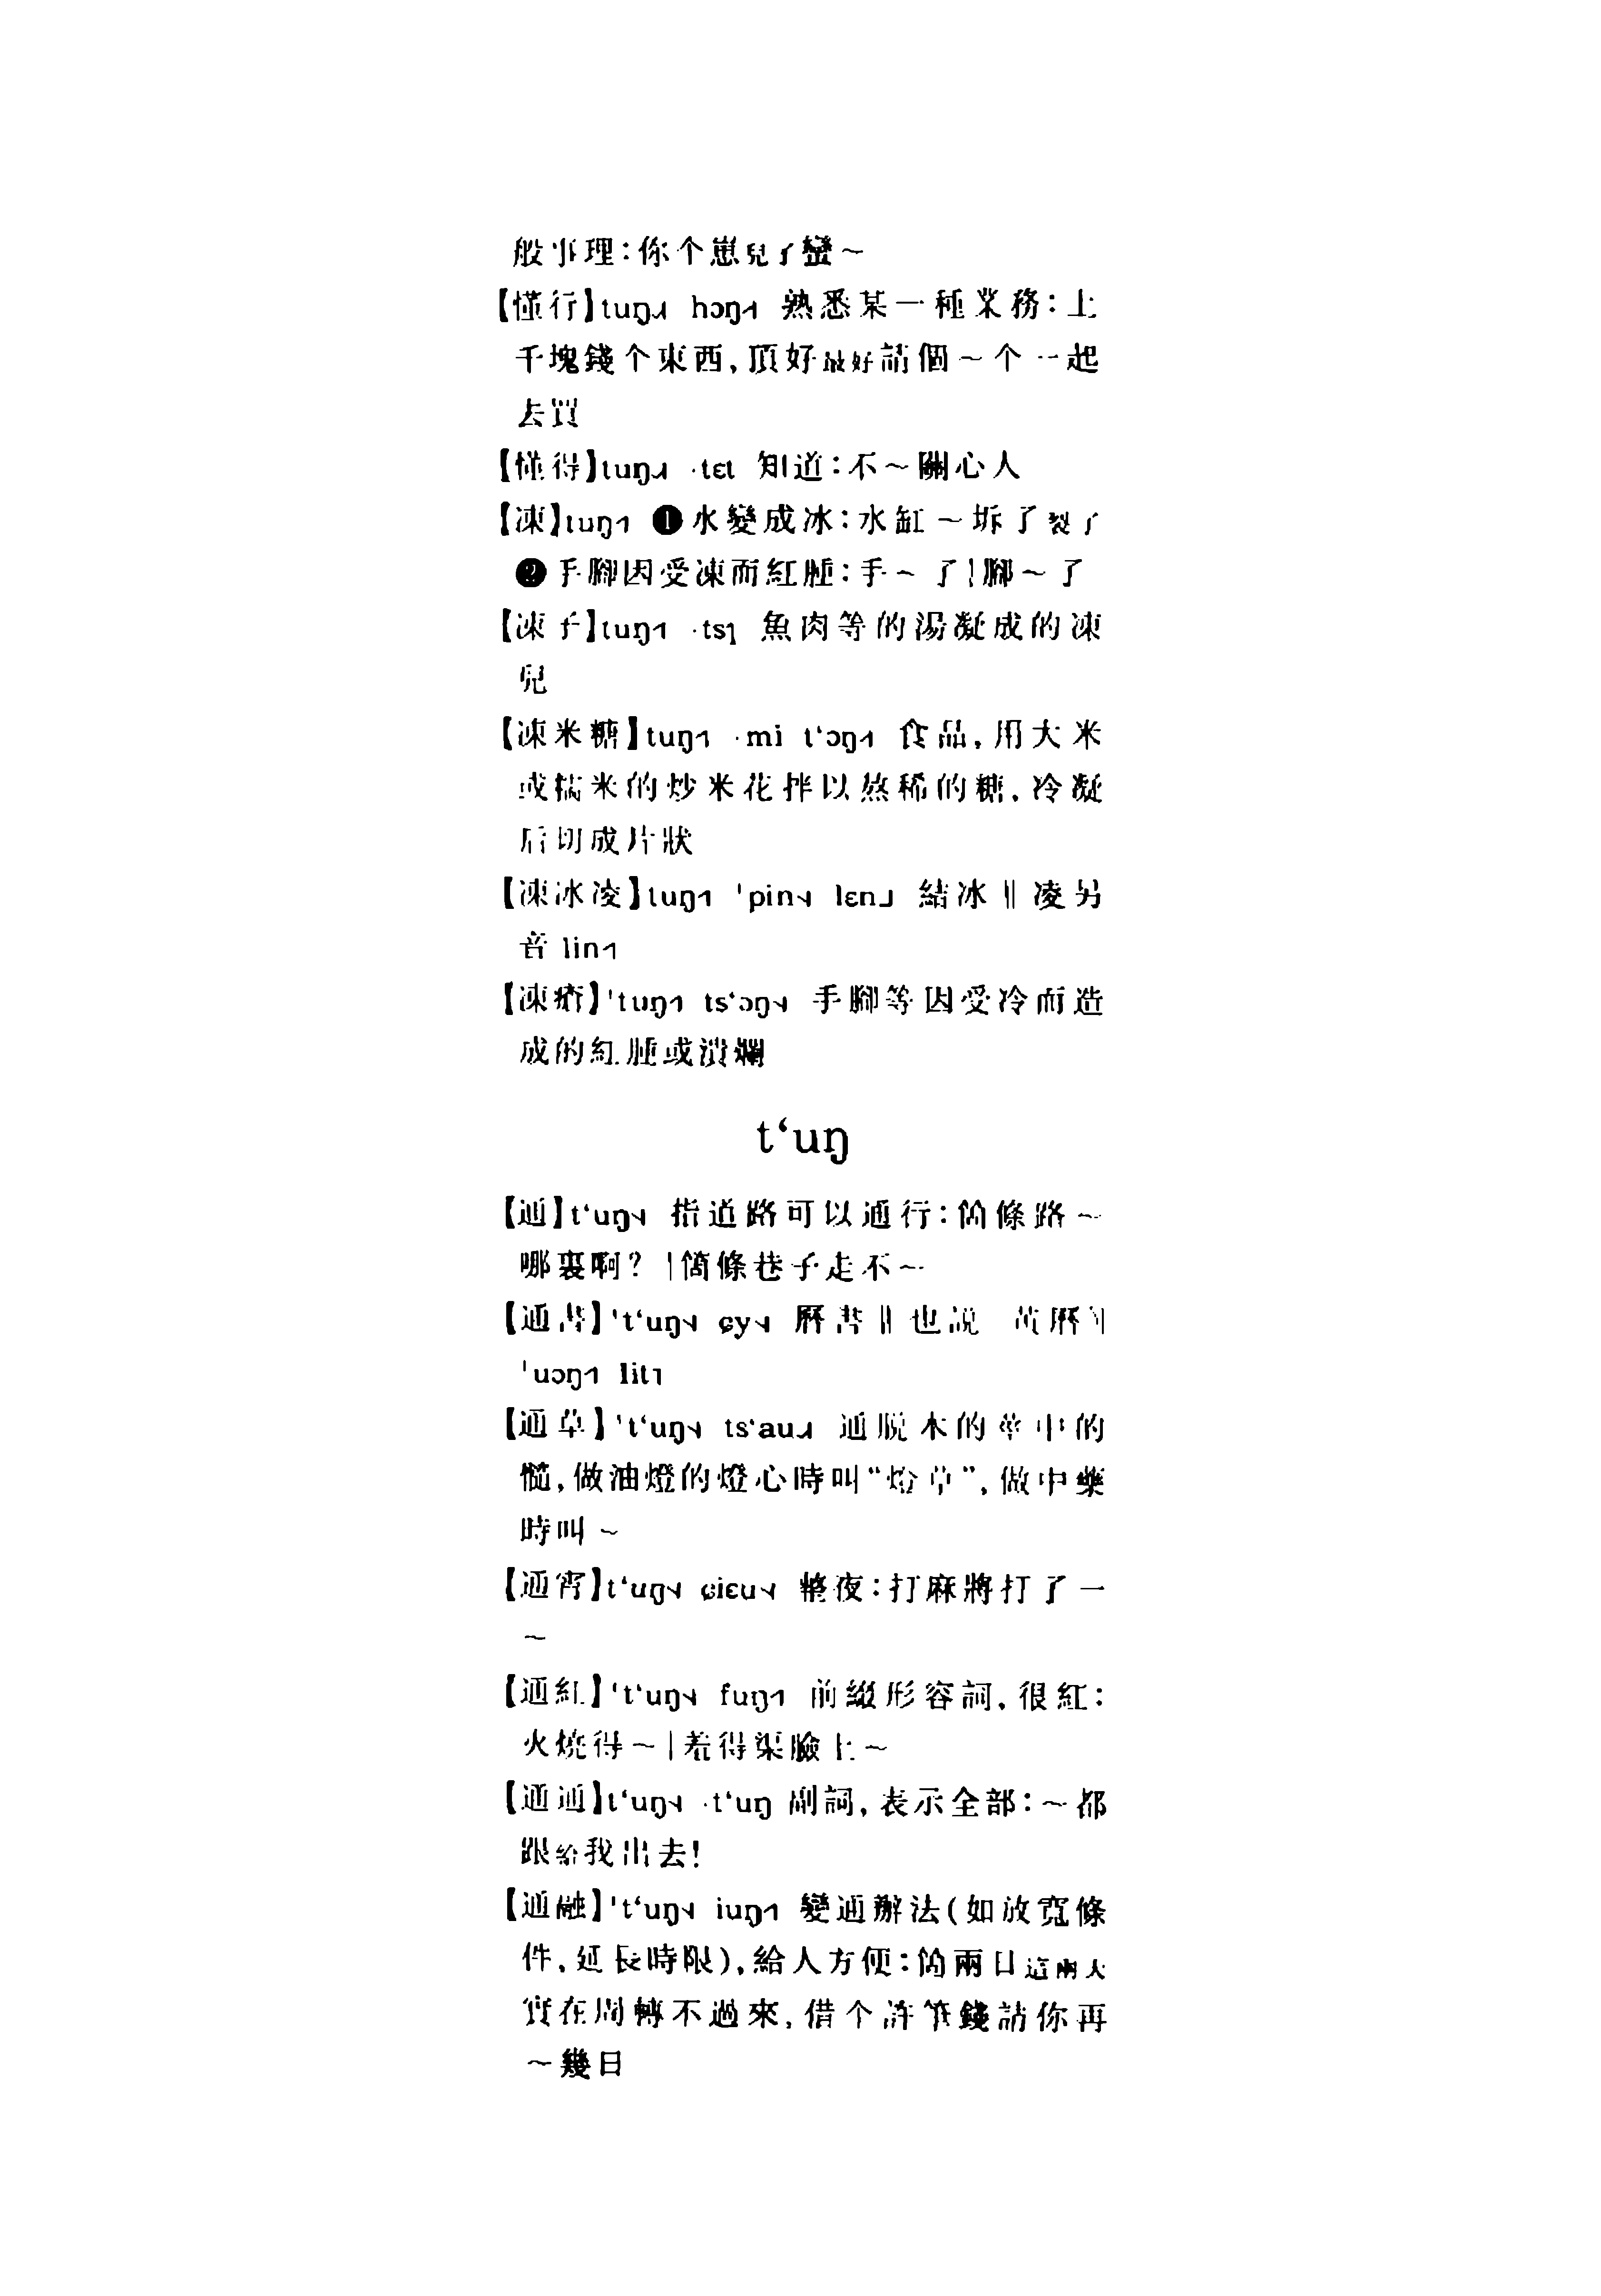 般事理：你个崽兒子蠻～
【懂行】tuŋ˨˩˧ hɔŋ˧˥ 熟悉某一種業務：上
千塊錢个東西，頂好最好請個～个一起
去買
【懂得】tuŋ˨˩˧ ·tɛt 知道：不～關心人
【凍】tuŋ˧˥ ❶水變成冰：水缸～坼了裂了
❷手腳因受凍而紅腫：手～了|腳～了
【凍子】tuŋ˧˥ ·tsɿ 魚肉等的湯凝成的凍
兒
【凍米糖】tuŋ˧˥ ·mi t‘ɔŋ˧˥ 食品，用大米
或糯米的炒米花拌以熬稀的糖，冷凝
后切成片狀
【凍冰凌】tuŋ˧˥ ˈpin˦˨ lɛn˩ 結冰‖凌另
音 lin˧˥
【凍瘡】ˈtuŋ˧˥ ts‘ɔŋ˦˨ 手腳等因受冷而造
成的紅腫或潰爛
t‘uŋ
【通】t‘uŋ˦˨ 指道路可以通行：箇條路～
哪裏啊？|箇條巷子走不～
【通書】ˈt‘uŋ˦˨ ɕy˦˨ 曆書‖也說 黃曆
ˈuɔŋ˧˥ lit˥
【通草】ˈt‘uŋ˦˨ ts‘au˨˩˧ 通脫木的莖中的
髓，做油燈的燈心時叫“燈草”，做中藥
時叫～
【通宵】t‘uŋ˦˨ ɕiɛu˦˨ 整夜：打麻將打了一
～
【通紅】ˈt‘uŋ˦˨ fuŋ˧˥ 前綴形容詞，很紅：
火燒得～|惹得渠臉上～
【通通】t‘uŋ˦˨ ·t‘uŋ 副詞，表示全部：～都
跟給我出去！
【通融】ˈt‘uŋ˦˨ iuŋ˧˥ 變通辦法(如放寬條
件，延長時限)，給人方便：箇兩日這兩天
實在周轉不過來，借个許筆錢請你再
～幾日